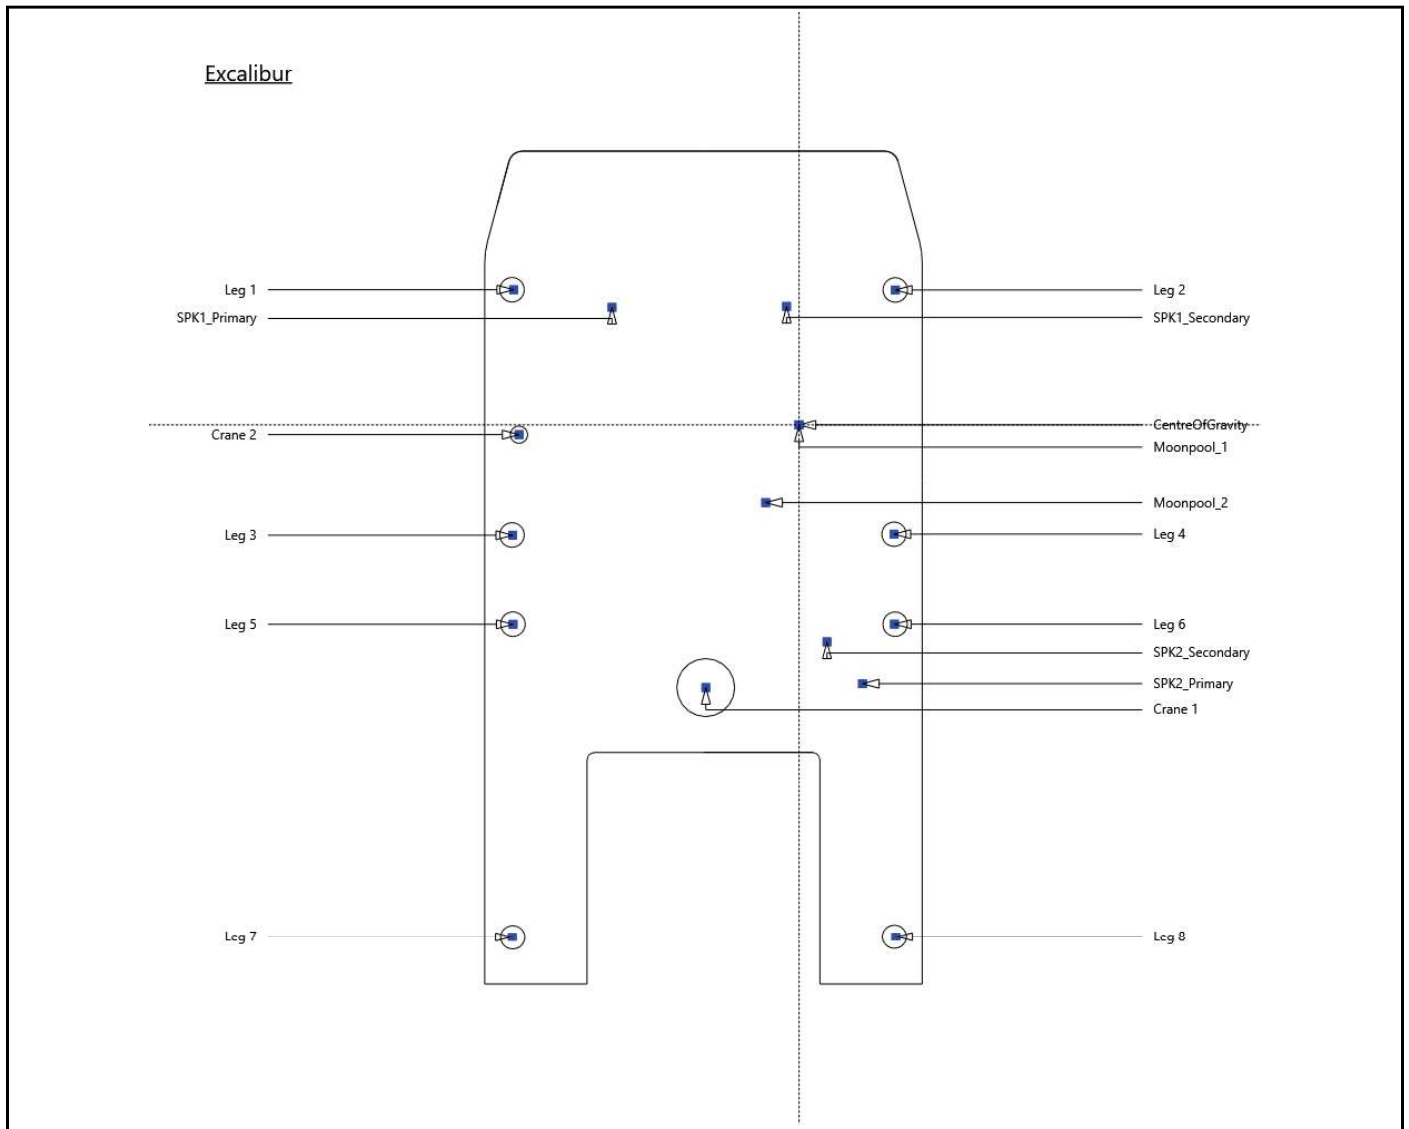 Excalibur
Leg 1
Leg 2
SPK1_Primary
SPK1_Secondary
CentreOfGravity
Crane 2
Moonpool_1
Moonpool_2
Leg 3
Leg 4
Leg 5
Leg 6
SPK2_Secondary
SPK2_Primary
Crane 1
Leg 7
Leg 8